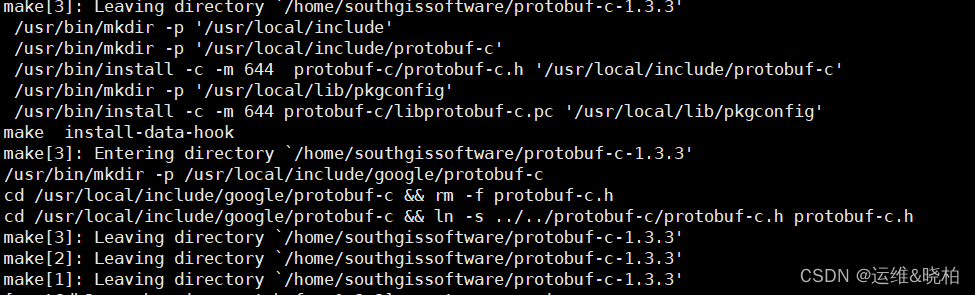 make[3]: Leaving directory `/home/southgissoftware/protobuf-c-1.3.3'
/usr/bin/mkdir -p '/usr/local/include'
/usr/bin/mkdir -p '/usr/local/include/protobuf-c'
/usr/bin/install -c -m 644  protobuf-c/protobuf-c.h '/usr/local/include/protobuf-c'
/usr/bin/mkdir -p '/usr/local/lib/pkgconfig'
/usr/bin/install -c -m 644 protobuf-c/libprotobuf-c.pc '/usr/local/lib/pkgconfig'
make  install-data-hook
make[3]: Entering directory `/home/southgissoftware/protobuf-c-1.3.3'
/usr/bin/mkdir -p /usr/local/include/google/protobuf-c
cd /usr/local/include/google/protobuf-c && rm -f protobuf-c.h
cd /usr/local/include/google/protobuf-c && ln -s ../../protobuf-c/protobuf-c.h protobuf-c.h
make[3]: Leaving directory `/home/southgissoftware/protobuf-c-1.3.3'
make[2]: Leaving directory `/home/southgissoftware/protobuf-c-1.3.3'
make[1]: Leaving directory `/home/southgissoftware/protobuf-c-1.3.3'
CSDN @运维&晓柏